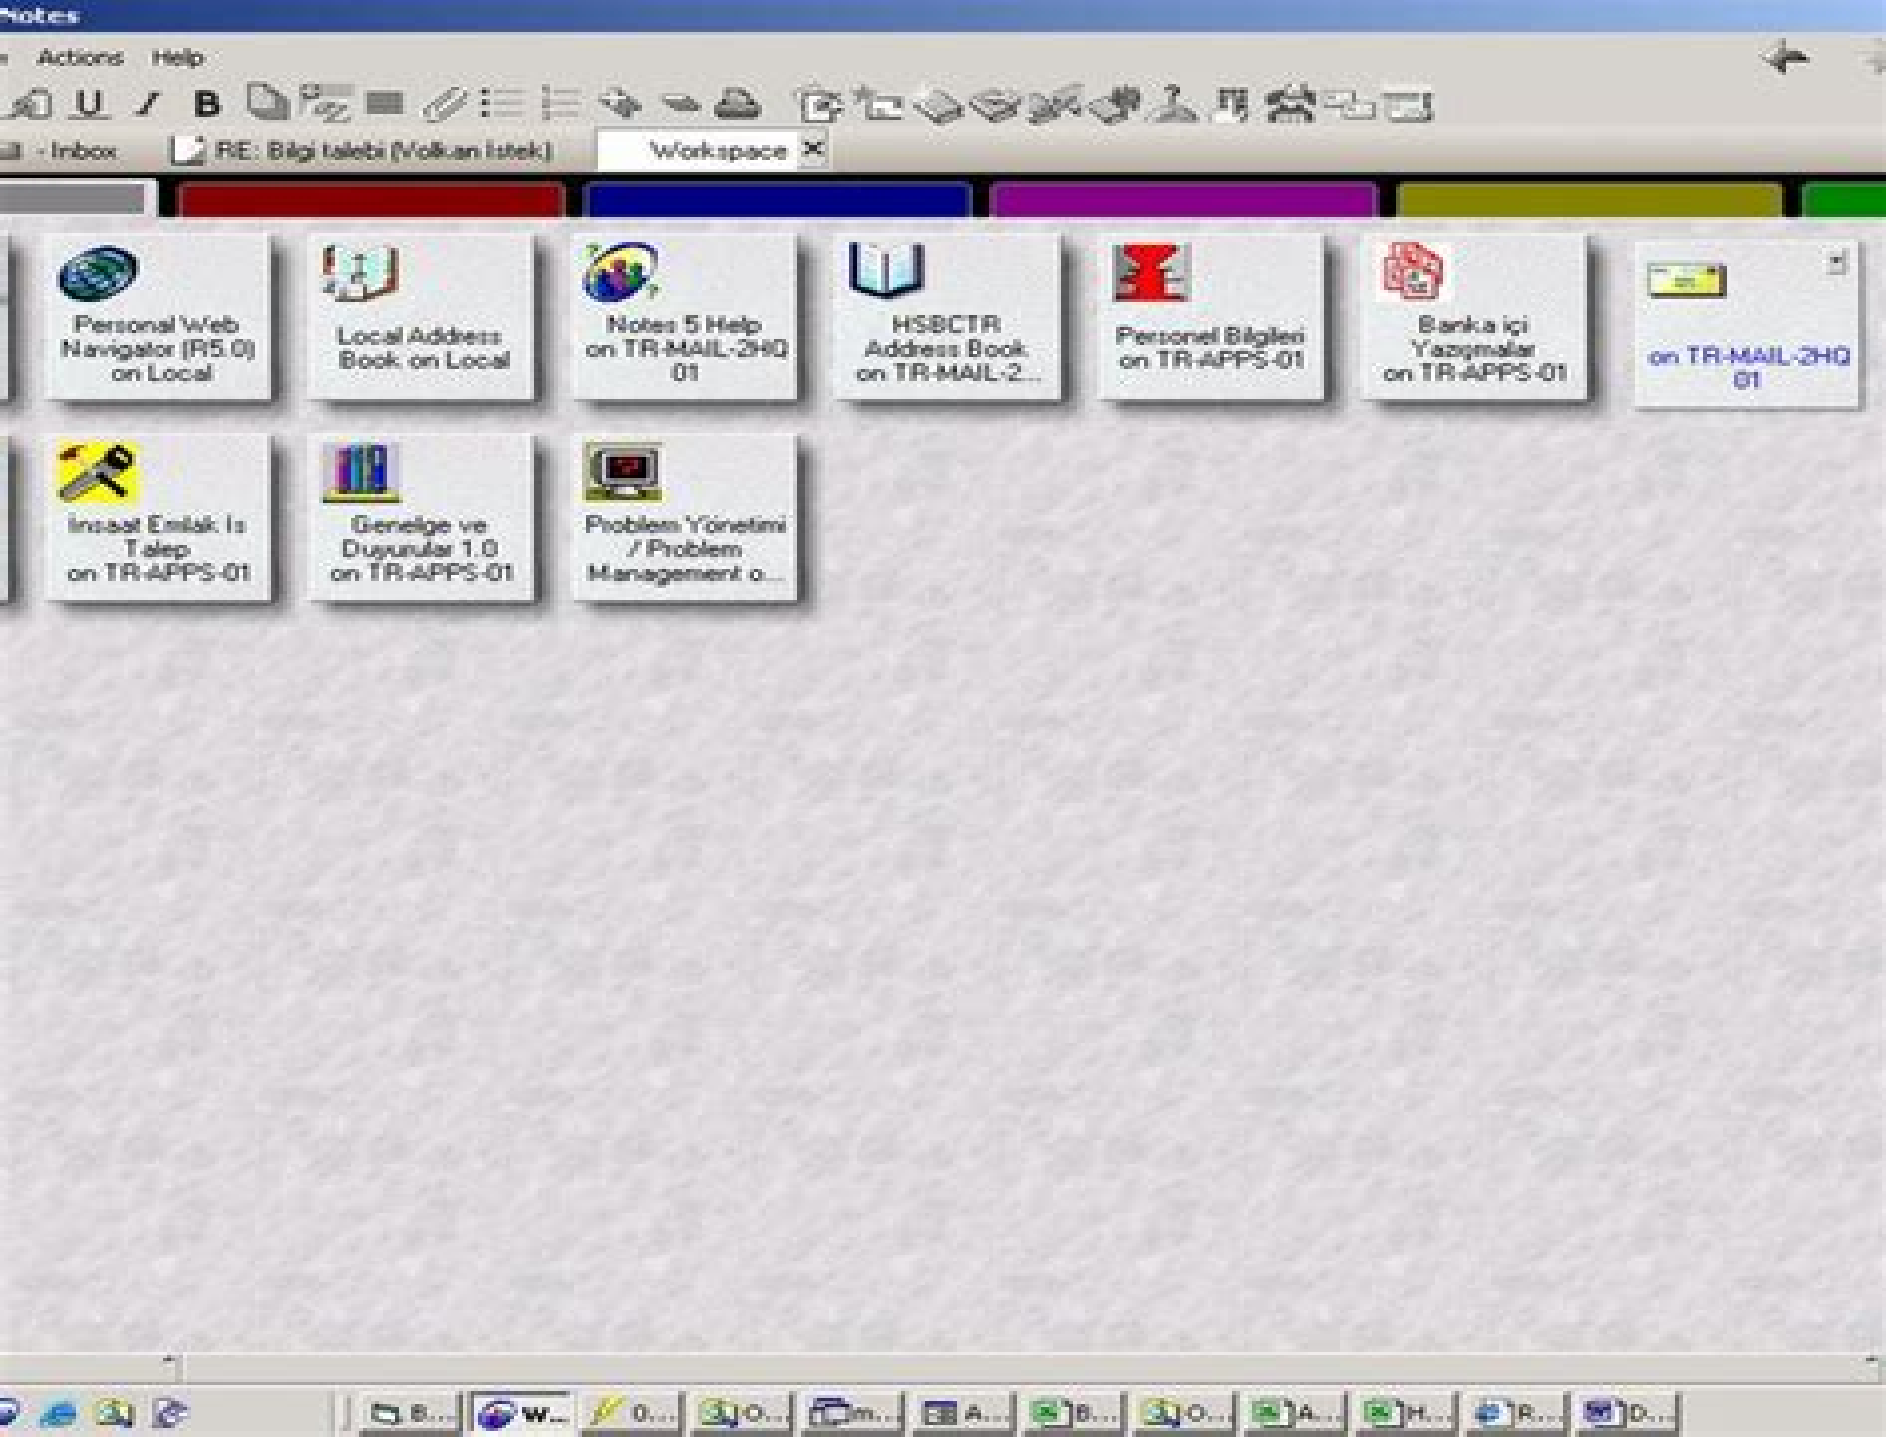 Notes
Actions Help
U I B
- Inbox
RE: Bilgi talebi (Volkan Istek)
Workspace
Personal Web
Navigator (R5.0)
on Local
Local Address
Book on Local
Notes 5 Help
on TR-MAIL-2HQ
01
HSBCTR
Address Book
on TR-MAIL-2...
Personel Bilgileri
on TR-APPS-01
Banka içi
Yazışmalar
on TR-APPS-01
on TR-MAIL-2HQ
01
İnsaat Emlak Is
Talep
on TR-APPS-01
Genelge ve
Duyurular 1.0
on TR-APPS-01
Problem Yönetimi
/ Problem
Management o...
B... W... 0... O... m... A... B... O... A... H... R... D...